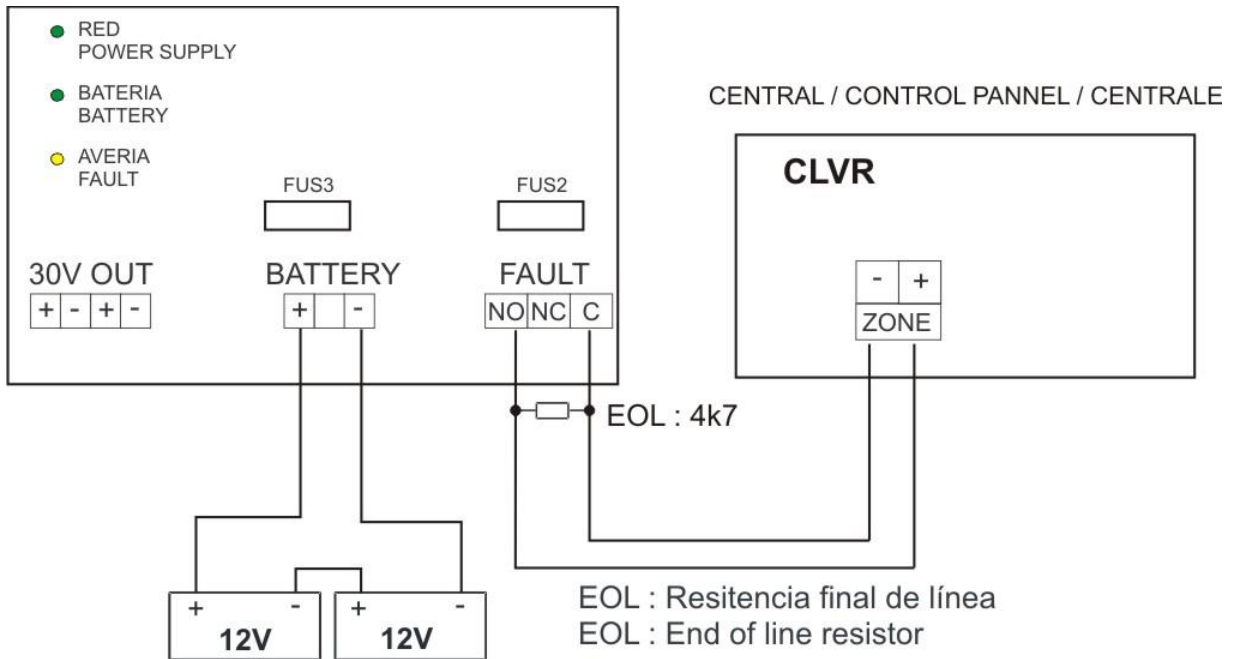 RED
POWER SUPPLY
BATERIA
BATTERY
AVERIA
FAULT
FUS3
FUS2
30V OUT
+ - + -
BATTERY
+ -
FAULT
NO NC C
CENTRAL / CONTROL PANNEL / CENTRALE
CLVR
- +
ZONE
EOL : 4k7
+ -
12V
+ -
12V
EOL : Resitencia final de línea
EOL : End of line resistor